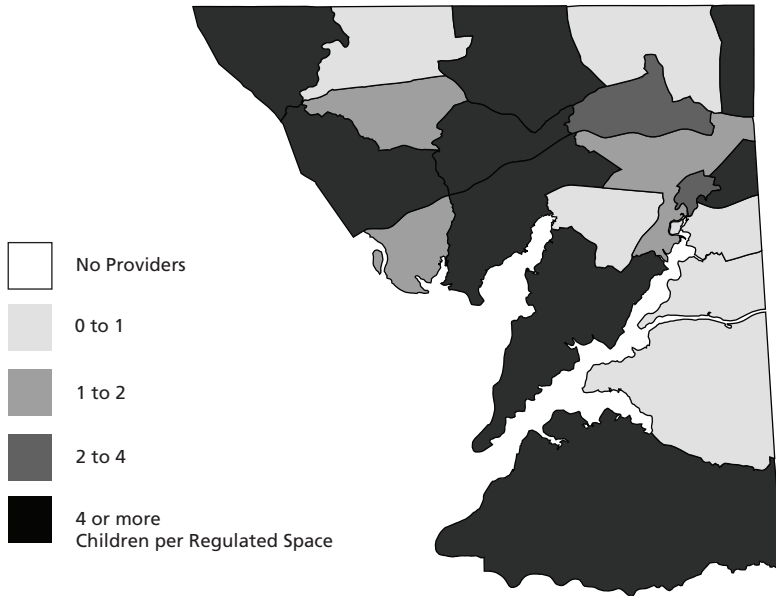 No Providers
0 to 1
1 to 2
2 to 4
4 or more
Children per Regulated Space